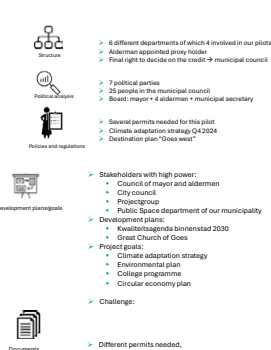 6 different departments of which 4 involved in our pilots
Alderman appointed proxy holder
Final right to decide on the credit → municipal council
Structure
7 political parties
25 people in the municipal council
Board: mayor + 4 aldermen + municipal secretary
Political analysis
Several permits needed for this pilot
Climate adaptation strategy Q4 2024
Destination plan "Goes west"
Policies and regulations
Stakeholders with high power:
Council of mayor and aldermen
City council
Projectgroup
Public Space department of our municipality
Development plans:
Kwaliteitsagenda binnenstad 2030
Great Church of Goes
Project goals:
Climate adaptation strategy
Environmental plan
College programme
Circular economy plan
evelopment plans/goals
Challenge:
Different permits needed,
Documents